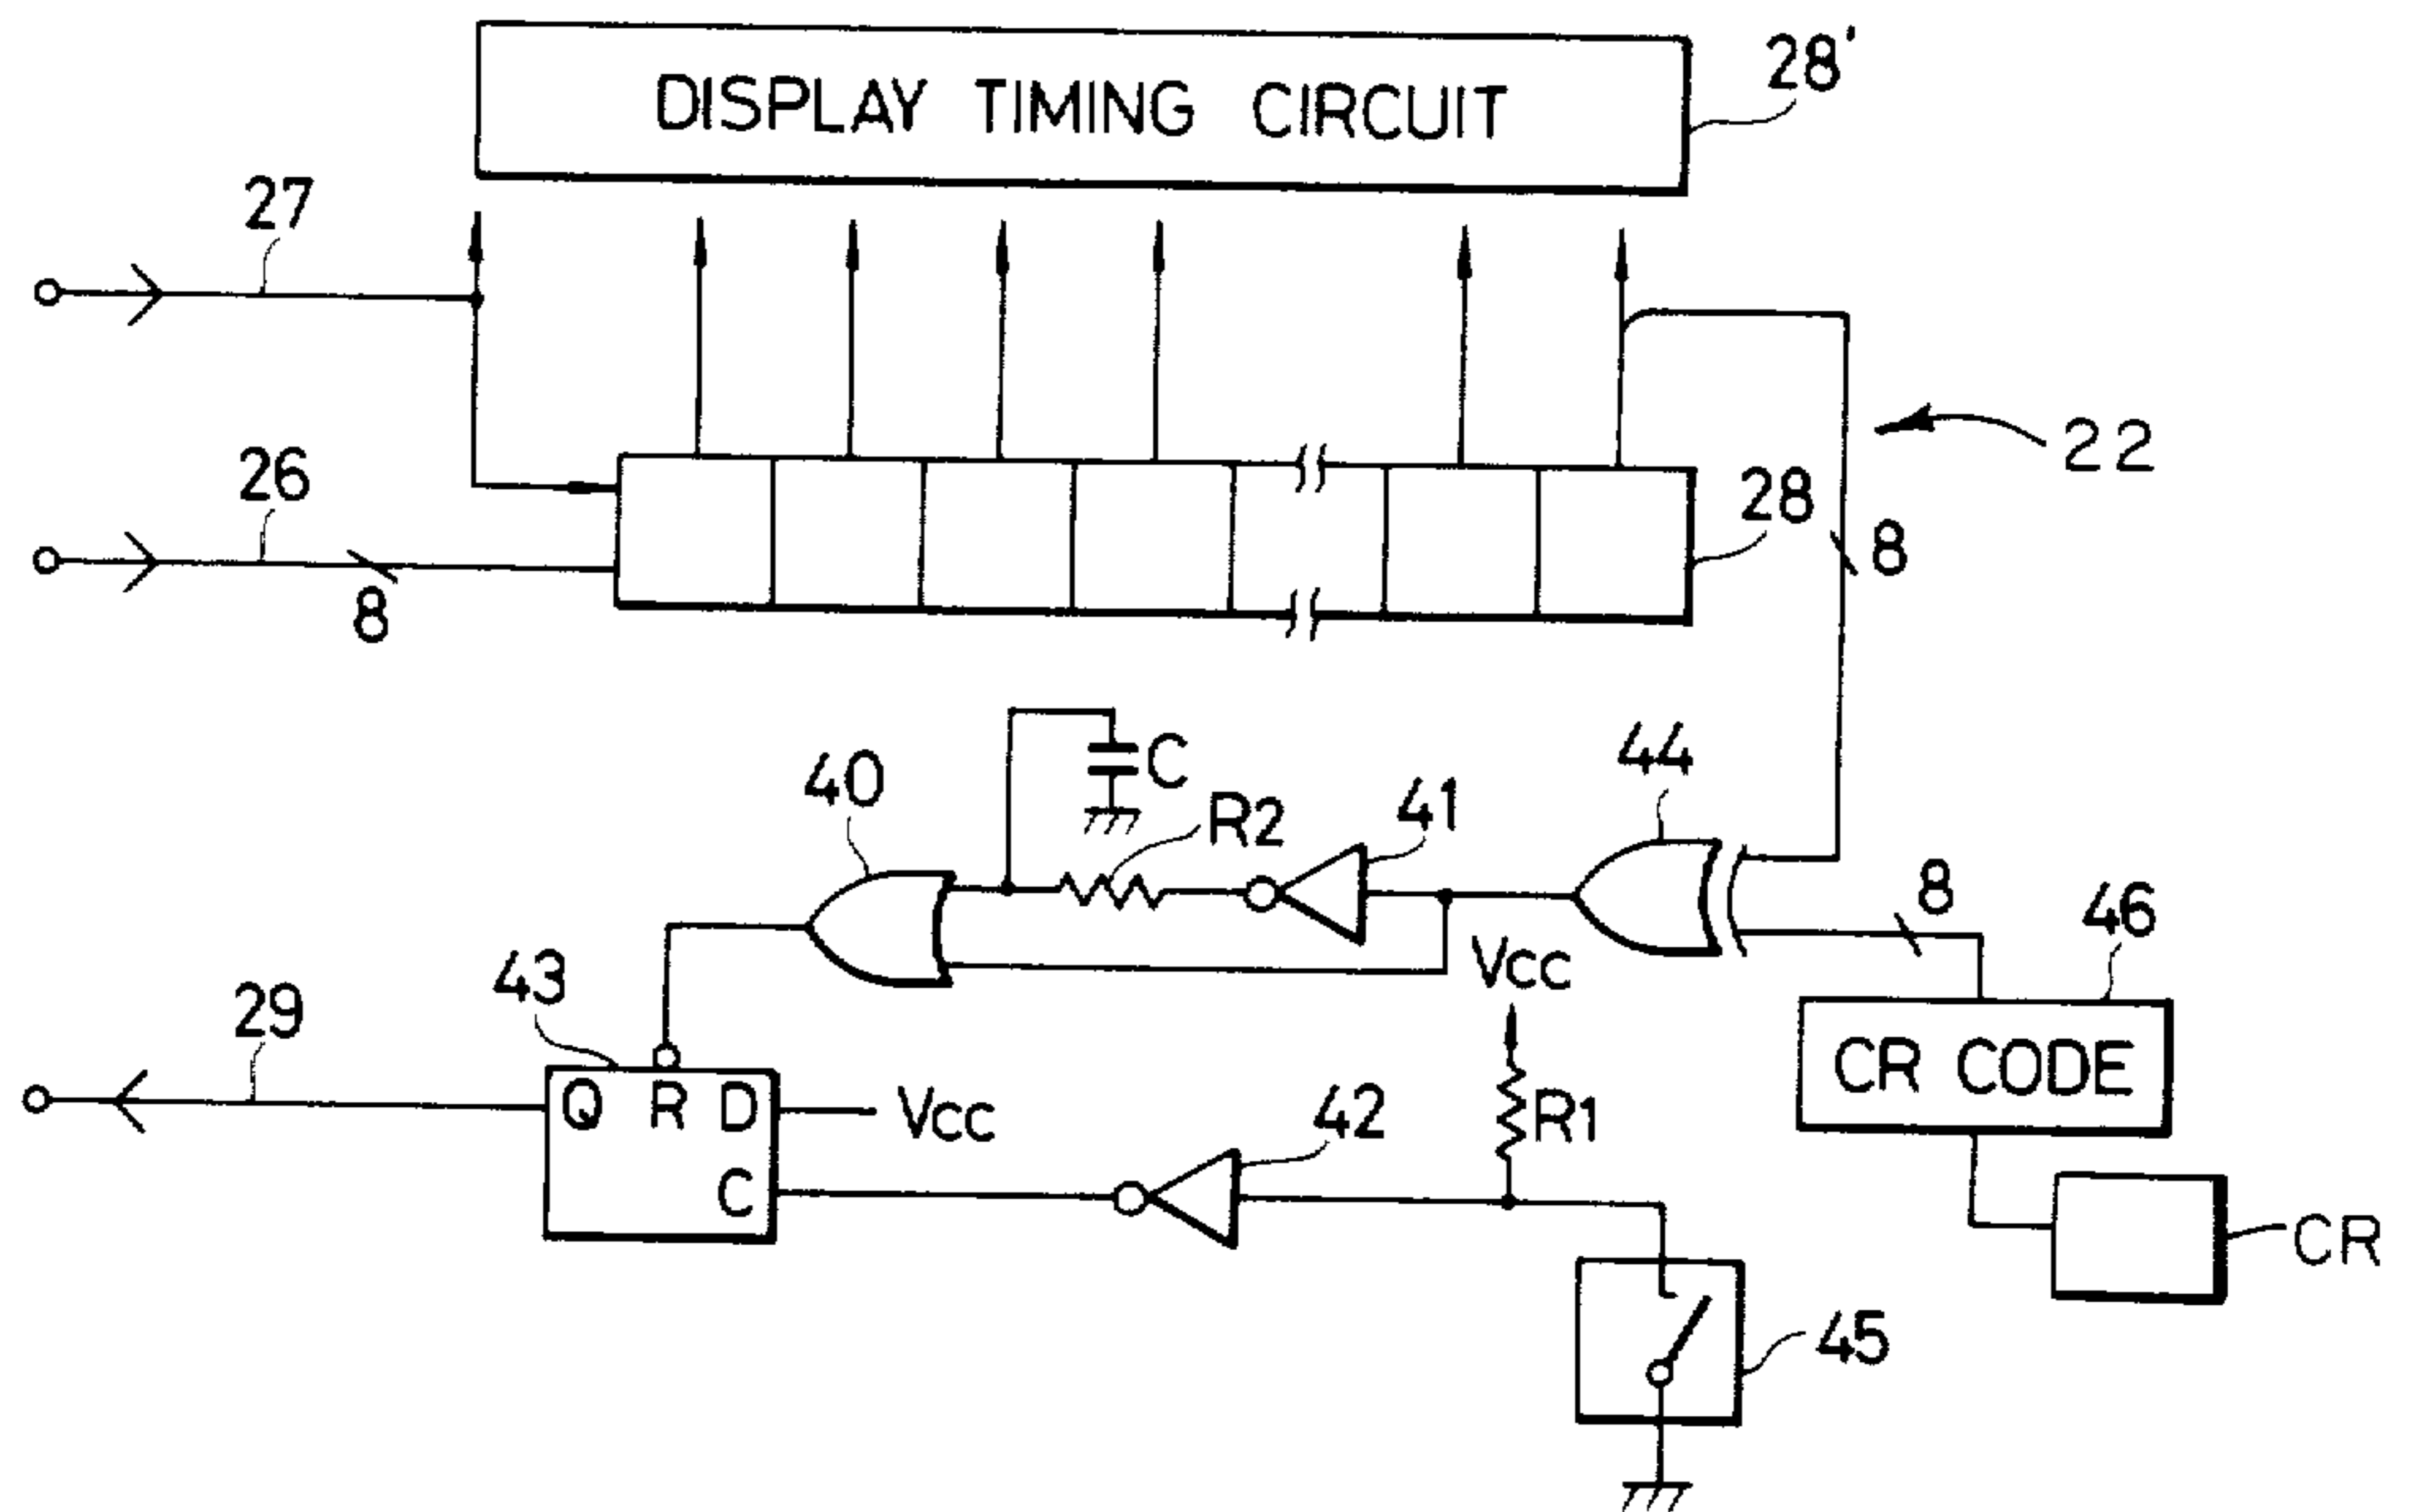 DISPLAY TIMING CIRCUIT
28'
27
22
26
28
8
8
44
C
40
41
R2
8
46
VCC
43
29
CR CODE
Q R D
VCC
R1
42
C
CR
45